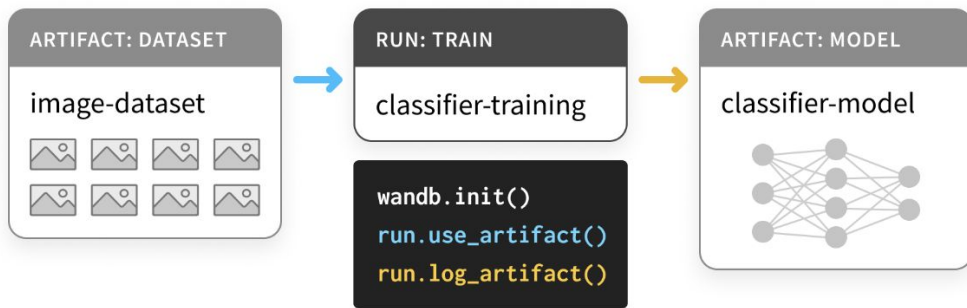 ARTIFACT: DATASET
image-dataset
RUN: TRAIN
classifier-training
wandb.init()
run.use_artifact()
run.log_artifact()
ARTIFACT: MODEL
classifier-model